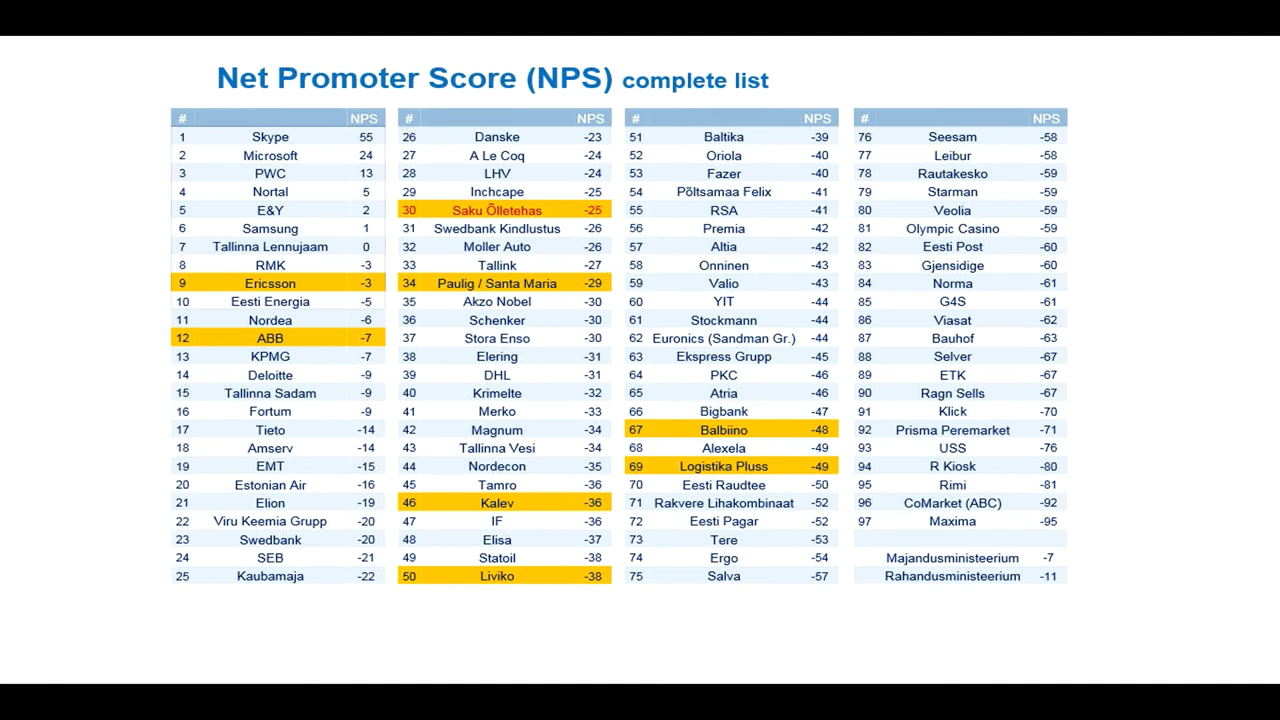 Net Promoter Score (NPS) complete list
# NPS
1 Skype 55
2 Microsoft 24
3 PWC 13
4 Nortal 5
5 E&Y 2
6 Samsung 1
7 Tallinna Lennujaam 0
8 RMK -3
9 Ericsson -3
10 Eesti Energia -5
11 Nordea -6
12 ABB -7
13 KPMG -7
14 Deloitte -9
15 Tallinna Sadam -9
16 Fortum -9
17 Tieto -14
18 Amserv -14
19 EMT -15
20 Estonian Air -16
21 Elion -19
22 Viru Keemia Grupp -20
23 Swedbank -20
24 SEB -21
25 Kaubamaja -22
# NPS
26 Danske -23
27 A Le Coq -24
28 LHV -24
29 Inchcape -25
30 Saku Õlletehas -25
31 Swedbank Kindlustus -26
32 Moller Auto -26
33 Tallink -27
34 Paulig / Santa Maria -29
35 Akzo Nobel -30
36 Schenker -30
37 Stora Enso -30
38 Elering -31
39 DHL -31
40 Krimelte -32
41 Merko -33
42 Magnum -34
43 Tallinna Vesi -34
44 Nordecon -35
45 Tamro -36
46 Kalev -36
47 IF -36
48 Elisa -37
49 Statoil -38
50 Liviko -38
# NPS
51 Baltika -39
52 Oriola -40
53 Fazer -40
54 Põltsamaa Felix -41
55 RSA -41
56 Premia -42
57 Altia -42
58 Onninen -43
59 Valio -43
60 YIT -44
61 Stockmann -44
62 Euronics (Sandman Gr.) -44
63 Ekspress Grupp -45
64 PKC -46
65 Atria -46
66 Bigbank -47
67 Balbiino -48
68 Alexela -49
69 Logistika Pluss -49
70 Eesti Raudtee -50
71 Rakvere Lihakombinaat -52
72 Eesti Pagar -52
73 Tere -53
74 Ergo -54
75 Salva -57
# NPS
76 Seesam -58
77 Leibur -58
78 Rautakesko -59
79 Starman -59
80 Veolia -59
81 Olympic Casino -59
82 Eesti Post -60
83 Gjensidige -60
84 Norma -61
85 G4S -61
86 Viasat -62
87 Bauhof -63
88 Selver -67
89 ETK -67
90 Ragn Sells -67
91 Klick -70
92 Prisma Peremarket -71
93 USS -76
94 R Kiosk -80
95 Rimi -81
96 CoMarket (ABC) -92
97 Maxima -95
Majandusministeerium -7
Rahandusministeerium -11